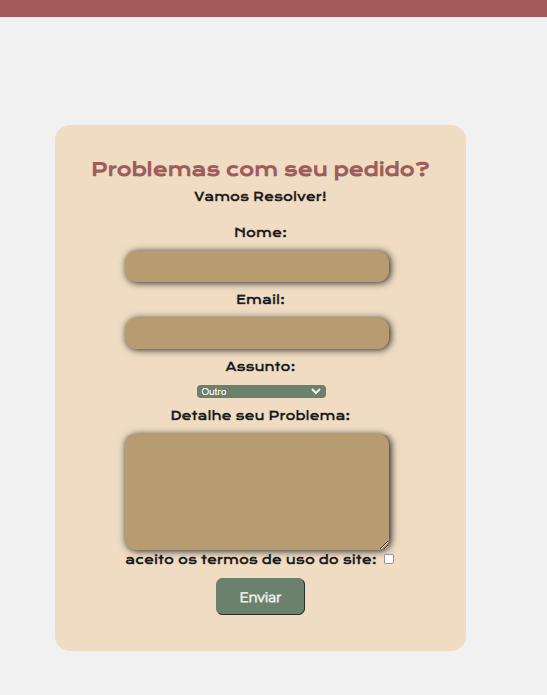 Problemas com seu pedido?
Vamos Resolver!
Nome:
Email:
Assunto:
Outro
Detalhe seu Problema:
aceito os termos de uso do site:
Enviar